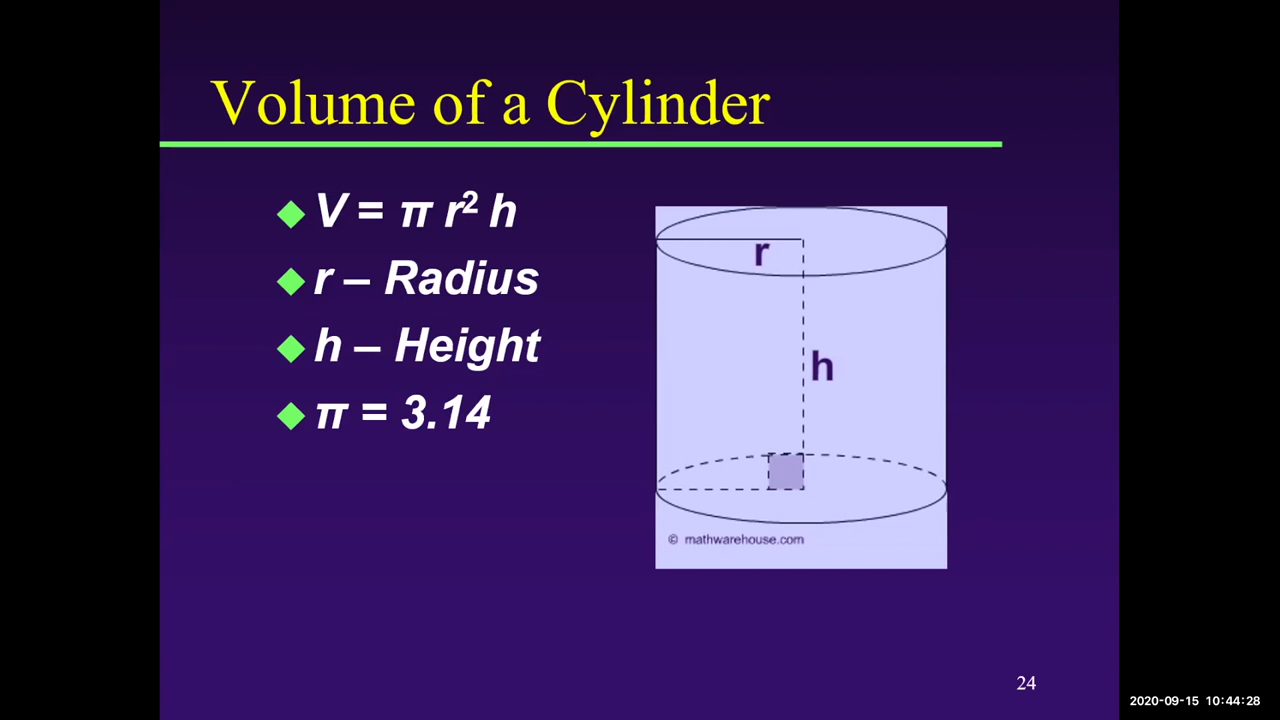 Volume of a Cylinder
◆ V = π r² h
◆ r – Radius
◆ h – Height
◆ π = 3.14
r
h
© mathwarehouse.com
24
2020-09-15 10:44:28